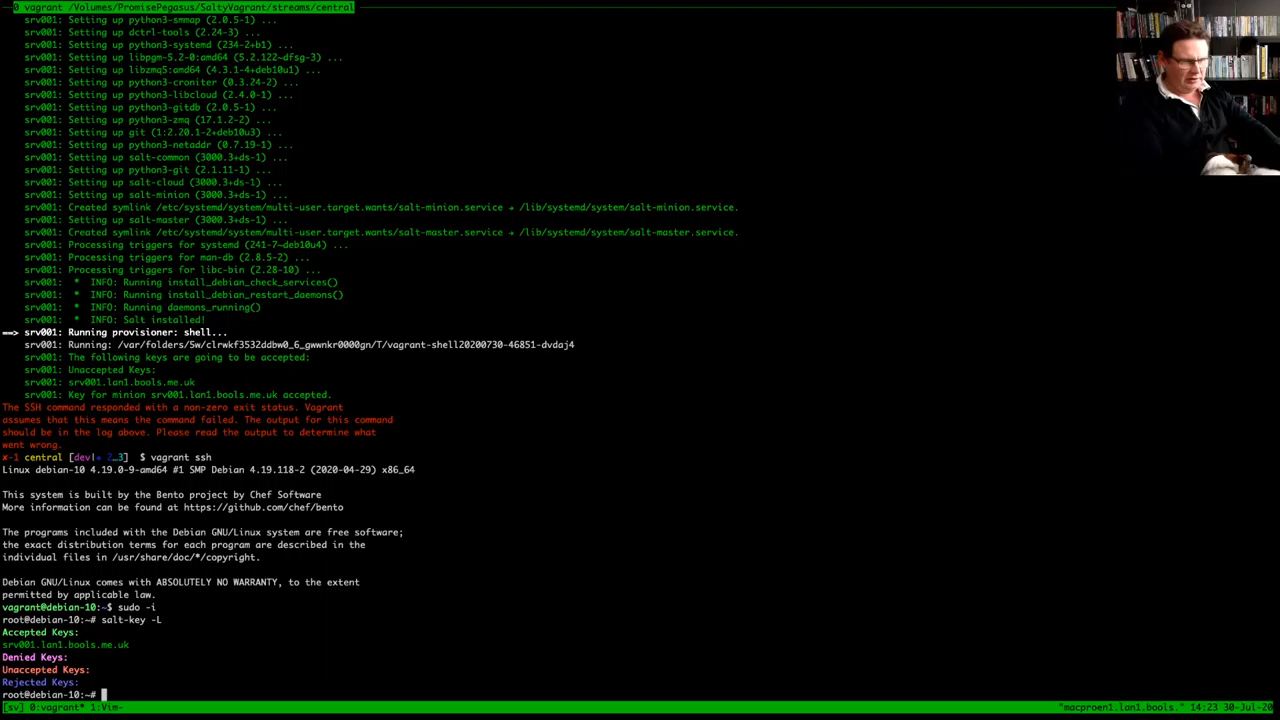 0 vagrant /Volumes/PromisePegasus/SaltyVagrant/streams/central
srv001: Setting up python3-smmap (2.0.5-1) ...
srv001: Setting up dctrl-tools (2.24-3) ...
srv001: Setting up python3-systemd (234-2+b1) ...
srv001: Setting up libpgm-5.2-0:amd64 (5.2.122~dfsg-3) ...
srv001: Setting up libzmq5:amd64 (4.3.1-4+deb10u1) ...
srv001: Setting up python3-croniter (0.3.24-2) ...
srv001: Setting up python3-libcloud (2.4.0-1) ...
srv001: Setting up python3-gitdb (2.0.5-1) ...
srv001: Setting up python3-zmq (17.1.2-2) ...
srv001: Setting up git (1:2.20.1-2+deb10u3) ...
srv001: Setting up python3-netaddr (0.7.19-1) ...
srv001: Setting up salt-common (3000.3+ds-1) ...
srv001: Setting up python3-git (2.1.11-1) ...
srv001: Setting up salt-cloud (3000.3+ds-1) ...
srv001: Setting up salt-minion (3000.3+ds-1) ...
srv001: Created symlink /etc/systemd/system/multi-user.target.wants/salt-minion.service → /lib/systemd/system/salt-minion.service.
srv001: Setting up salt-master (3000.3+ds-1) ...
srv001: Created symlink /etc/systemd/system/multi-user.target.wants/salt-master.service → /lib/systemd/system/salt-master.service.
srv001: Processing triggers for systemd (241-7~deb10u4) ...
srv001: Processing triggers for man-db (2.8.5-2) ...
srv001: Processing triggers for libc-bin (2.28-10) ...
srv001:  *  INFO: Running install_debian_check_services()
srv001:  *  INFO: Running install_debian_restart_daemons()
srv001:  *  INFO: Running daemons_running()
srv001:  *  INFO: Salt installed!
==> srv001: Running provisioner: shell...
srv001: Running: /var/folders/5w/clrwkf3532ddbw0_6_gwwnkr0000gn/T/vagrant-shell20200730-46851-dvdaj4
srv001: The following keys are going to be accepted:
srv001: Unaccepted Keys:
srv001: srv001.lan1.bools.me.uk
srv001: Key for minion srv001.lan1.bools.me.uk accepted.
The SSH command responded with a non-zero exit status. Vagrant
assumes that this means the command failed. The output for this command
should be in the log above. Please read the output to determine what
went wrong.
✘-1 central [dev|✚ 2…3]  $ vagrant ssh
Linux debian-10 4.19.0-9-amd64 #1 SMP Debian 4.19.118-2 (2020-04-29) x86_64
This system is built by the Bento project by Chef Software
More information can be found at https://github.com/chef/bento
The programs included with the Debian GNU/Linux system are free software;
the exact distribution terms for each program are described in the
individual files in /usr/share/doc/*/copyright.
Debian GNU/Linux comes with ABSOLUTELY NO WARRANTY, to the extent
permitted by applicable law.
vagrant@debian-10:~$ sudo -i
root@debian-10:~# salt-key -L
Accepted Keys:
srv001.lan1.bools.me.uk
Denied Keys:
Unaccepted Keys:
Rejected Keys:
root@debian-10:~#
[sv] 0:vagrant* 1:Vim- "macproen1.lan1.bools." 14:23 30-Jul-20